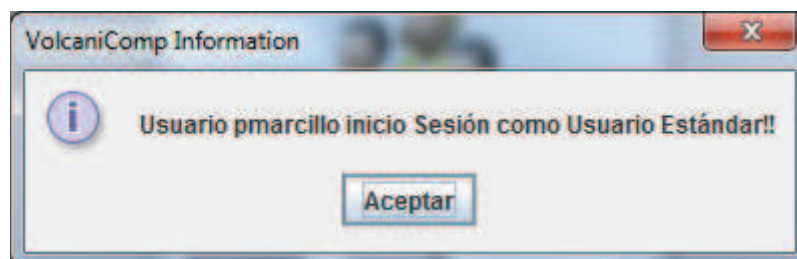 VolcaniComp Information
Usuario pmarcillo inicio Sesión como Usuario Estándar!!
Aceptar